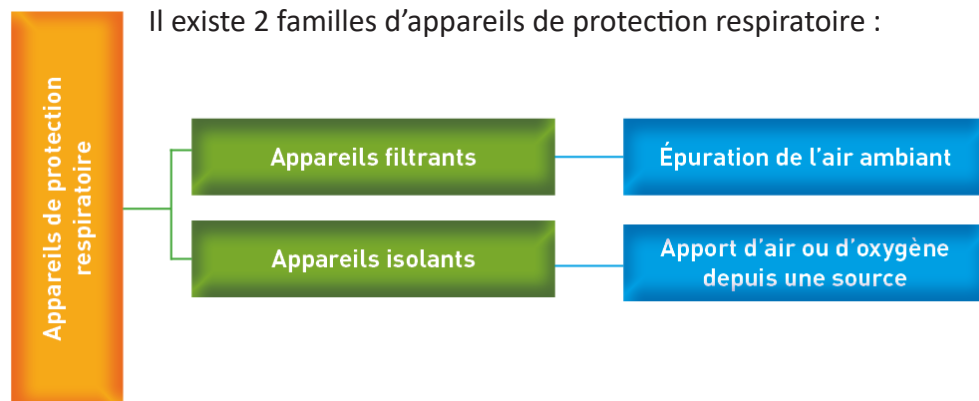 Il existe 2 familles d’appareils de protection respiratoire :
Appareils de protection
respiratoire
Appareils filtrants
Épuration de l’air ambiant
Appareils isolants
Apport d’air ou d’oxygène
depuis une source